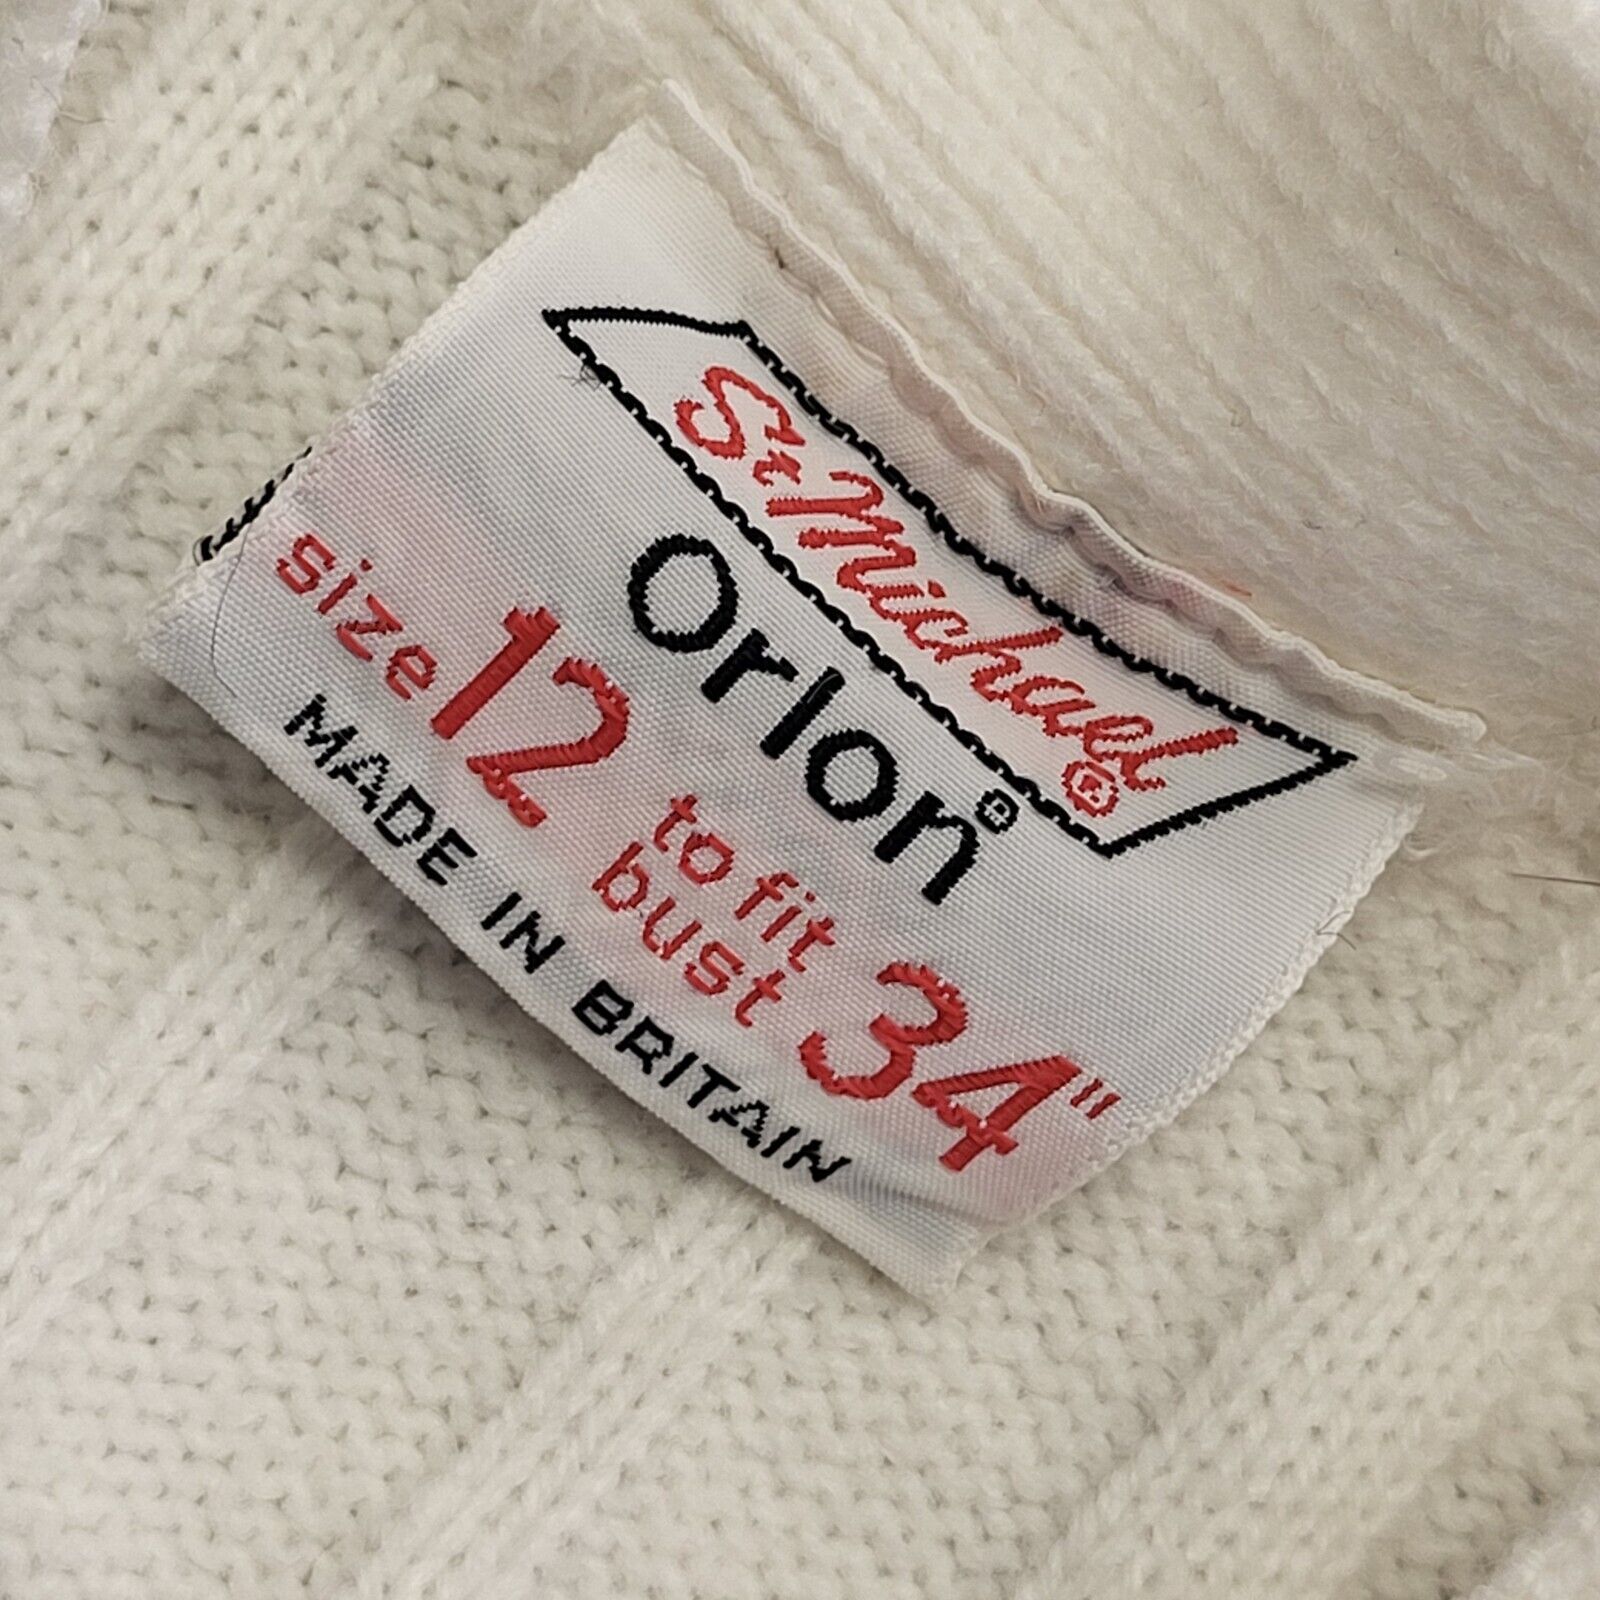 St Michael®
Orlon®
size 12 to fit bust 34"
MADE IN BRITAIN